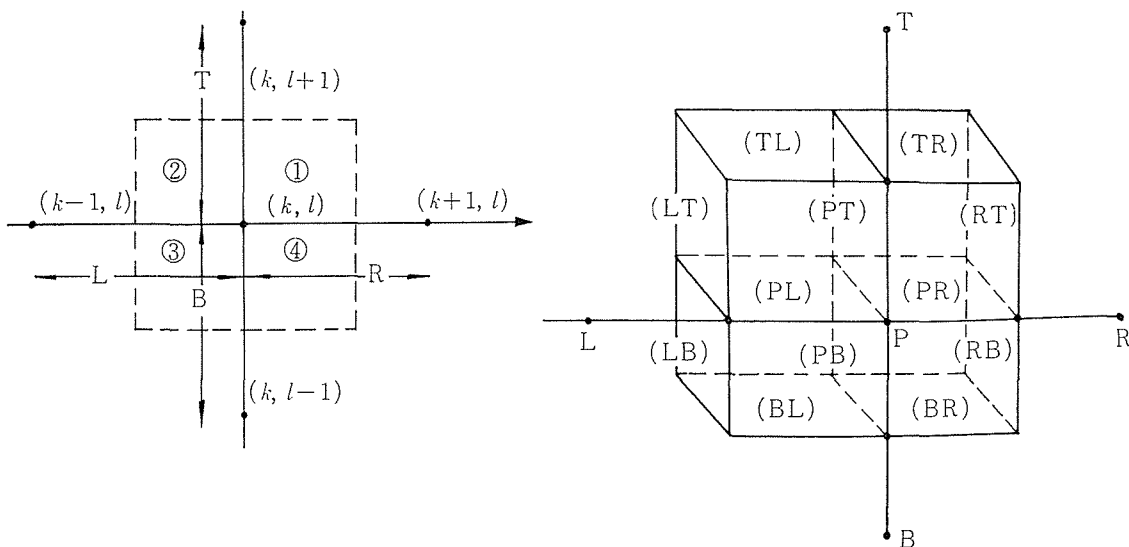 T
(k, l+1)
②
①
(k−1, l)
(k, l)
(k+1, l)
③
④
L
B
R
(k, l−1)
T
(TL)
(TR)
(LT)
(PT)
(RT)
(PL)
(PR)
L
P
R
(LB)
(PB)
(RB)
(BL)
(BR)
B